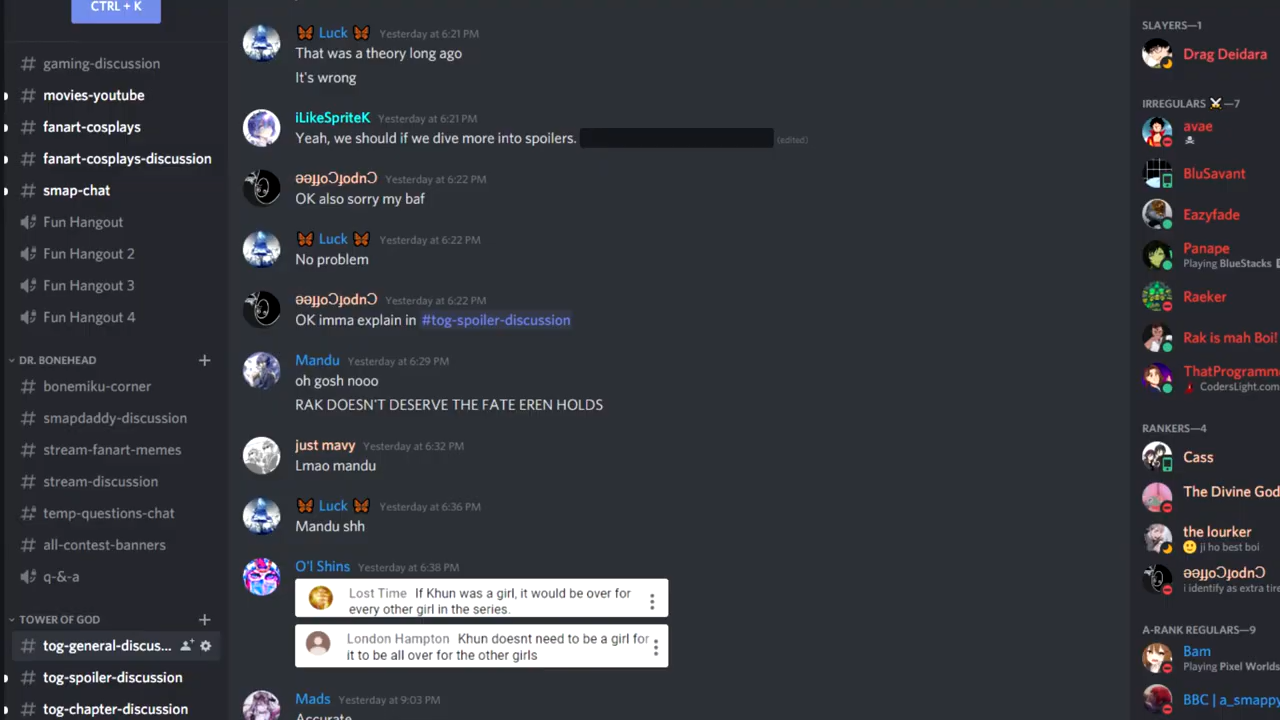 CTRL + K
gaming-discussion
movies-youtube
fanart-cosplays
fanart-cosplays-discussion
smap-chat
Fun Hangout
Fun Hangout 2
Fun Hangout 3
Fun Hangout 4
DR. BONEHEAD
bonemiku-corner
smapdaddy-discussion
stream-fanart-memes
stream-discussion
temp-questions-chat
all-contest-banners
q-&-a
TOWER OF GOD
tog-general-discus...
tog-spoiler-discussion
tog-chapter-discussion
Luck Yesterday at 6:21 PM
That was a theory long ago
It's wrong
iLikeSpriteK Yesterday at 6:21 PM
Yeah, we should if we dive more into spoilers. (edited)
ǝǝɟɟoƆɟodnƆ Yesterday at 6:22 PM
OK also sorry my baf
Luck Yesterday at 6:22 PM
No problem
ǝǝɟɟoƆɟodnƆ Yesterday at 6:22 PM
OK imma explain in #tog-spoiler-discussion
Mandu Yesterday at 6:29 PM
oh gosh nooo
RAK DOESN'T DESERVE THE FATE EREN HOLDS
just mavy Yesterday at 6:32 PM
Lmao mandu
Luck Yesterday at 6:36 PM
Mandu shh
O'l Shins Yesterday at 6:38 PM
Lost Time If Khun was a girl, it would be over for
every other girl in the series.
London Hampton Khun doesnt need to be a girl for
it to be all over for the other girls
Mads Yesterday at 9:03 PM
Accurate
SLAYERS—1
Drag Deidara
IRREGULARS ⚔—7
avae
BluSavant
Eazyfade
Panape
Playing BlueStacks
Raeker
Rak is mah Boi!
ThatProgramm
CodersLight.com
RANKERS—4
Cass
The Divine God
the lourker
ji ho best boi
ǝǝɟɟoƆɟodnƆ
i identify as extra tire
A-RANK REGULARS—9
Bam
Playing Pixel Worlds
BBC | a_smappy